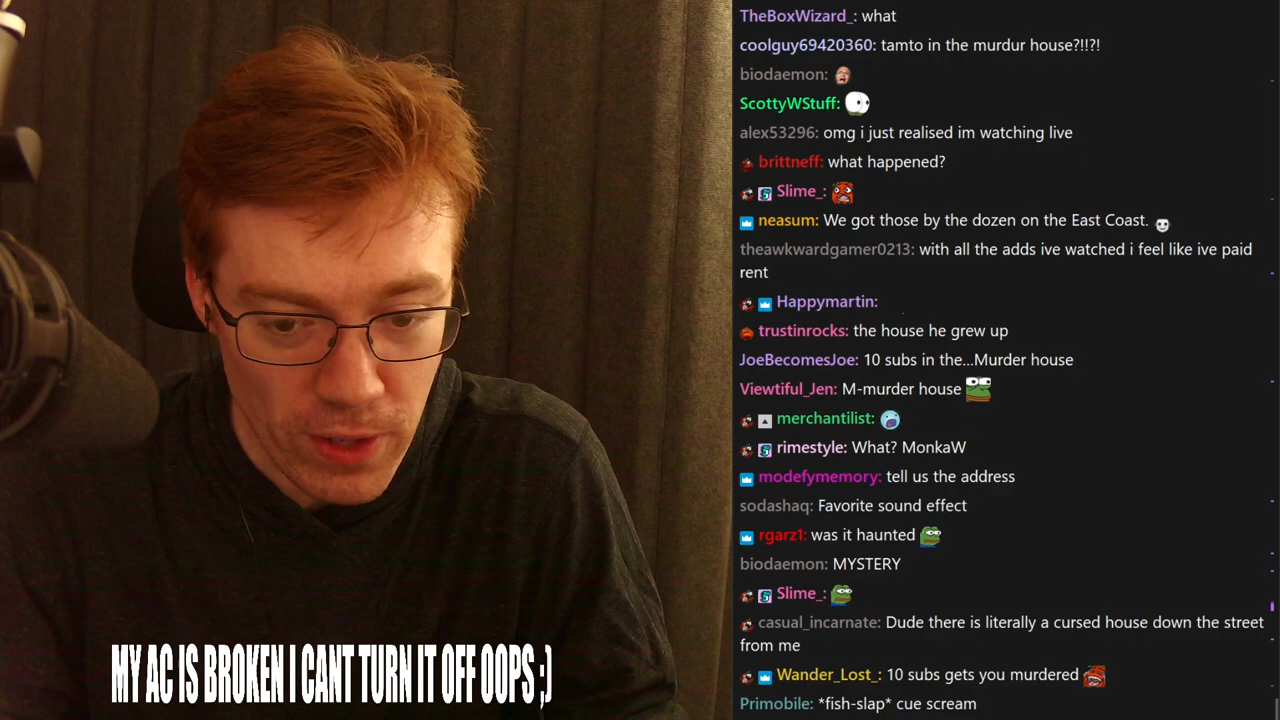 TheBoxWizard_: what
coolguy69420360: tamto in the murdur house?!!?!
biodaemon:
ScottyWStuff:
alex53296: omg i just realised im watching live
brittneff: what happened?
Slime_:
neasum: We got those by the dozen on the East Coast.
theawkwardgamer0213: with all the adds ive watched i feel like ive paid
rent
Happymartin:
trustinrocks: the house he grew up
JoeBecomesJoe: 10 subs in the...Murder house
Viewtiful_Jen: M-murder house
merchantilist:
rimestyle: What? MonkaW
modefymemory: tell us the address
sodashaq: Favorite sound effect
rgarz1: was it haunted
biodaemon: MYSTERY
Slime_:
casual_incarnate: Dude there is literally a cursed house down the street
from me
Wander_Lost_: 10 subs gets you murdered
Primobile: *fish-slap* cue scream
MY AC IS BROKEN I CANT TURN IT OFF OOPS ;)